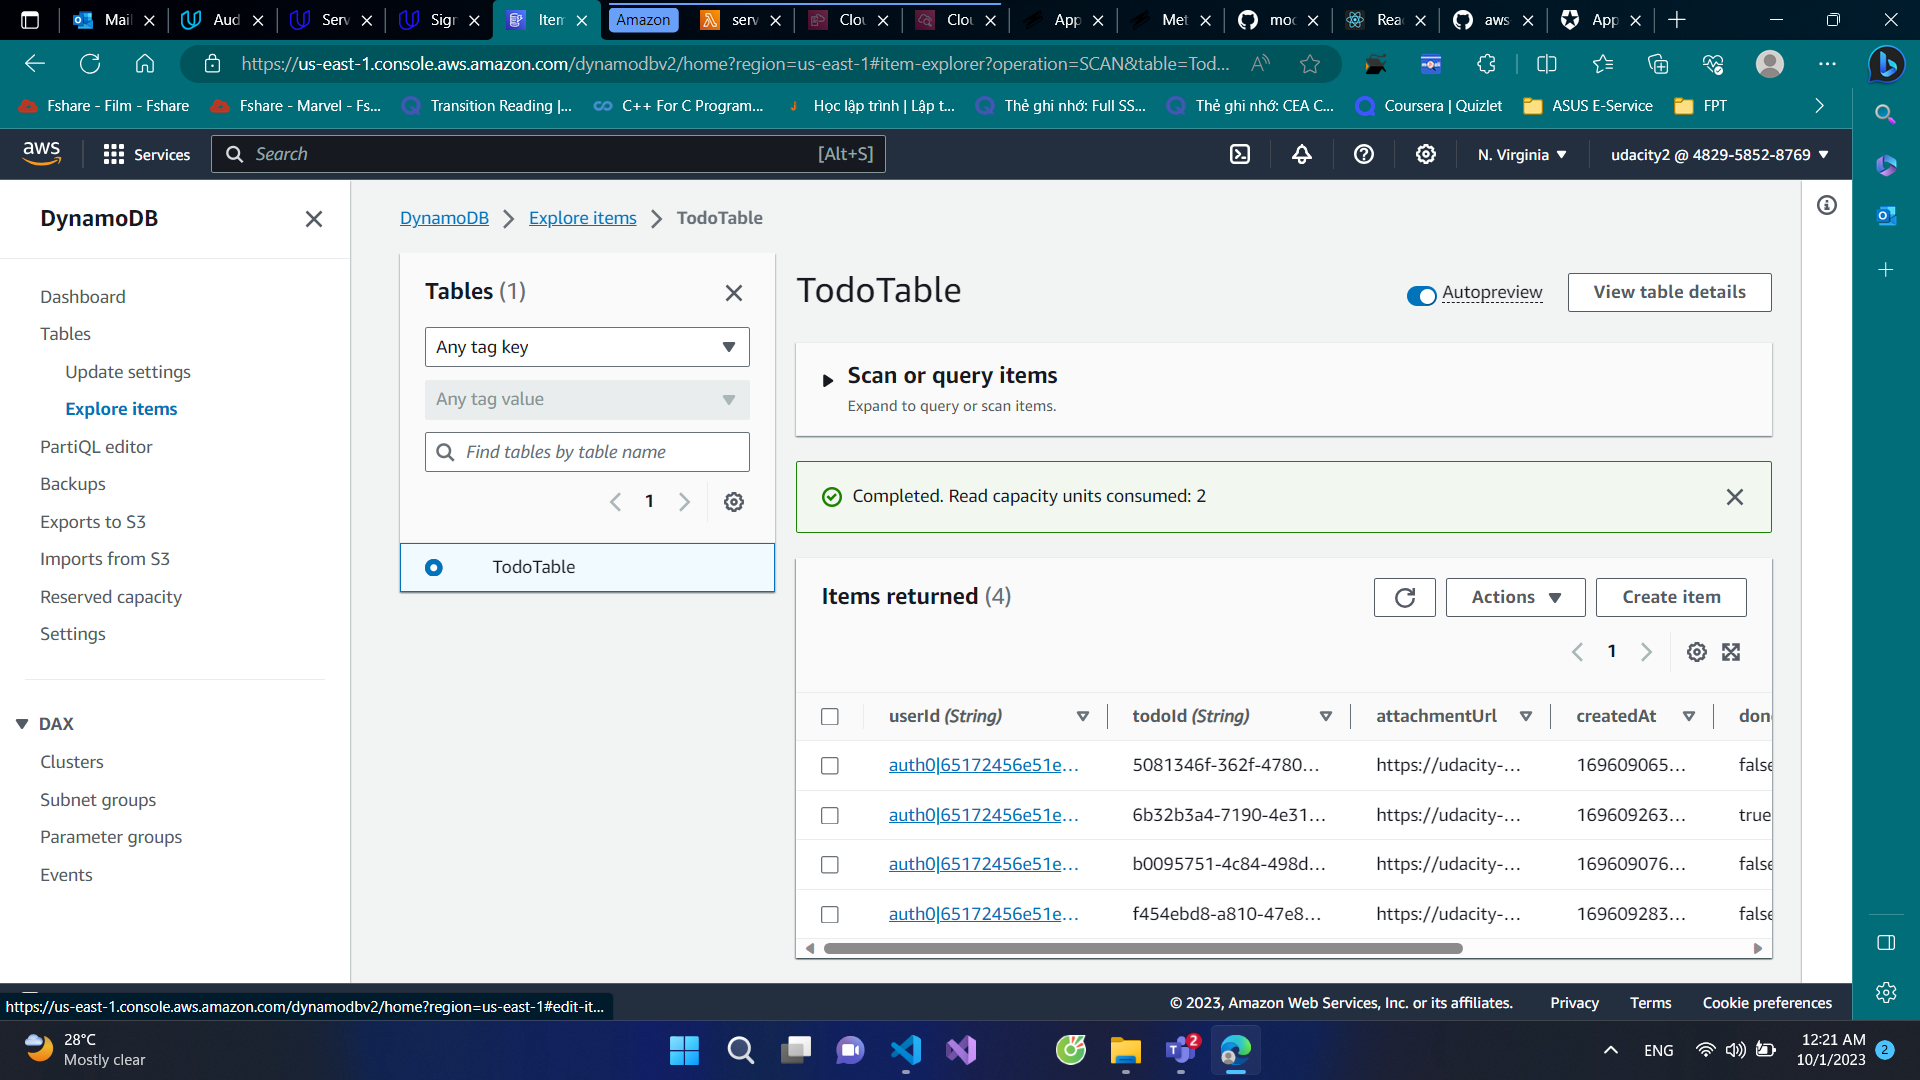 Mail
Aud
Serv
Sign
Item
Amazon
serv
Clou
Clou
App
Met
moc
Rea
aws
App
https://us-east-1.console.aws.amazon.com/dynamodbv2/home?region=us-east-1#item-explorer?operation=SCAN&table=Tod...
Fshare - Film - Fshare
Fshare - Marvel - Fs...
Transition Reading |...
C++ For C Program...
Học lập trình | Lập t...
Thẻ ghi nhớ: Full SS...
Thẻ ghi nhớ: CEA C...
Coursera | Quizlet
ASUS E-Service
FPT
aws
Services
Search
[Alt+S]
N. Virginia
udacity2 @ 4829-5852-8769
DynamoDB
Dashboard
Tables
Update settings
Explore items
PartiQL editor
Backups
Exports to S3
Imports from S3
Reserved capacity
Settings
DAX
Clusters
Subnet groups
Parameter groups
Events
DynamoDB
Explore items
TodoTable
Tables (1)
Any tag key
Any tag value
Find tables by table name
1
TodoTable
TodoTable
Autopreview
View table details
Scan or query items
Expand to query or scan items.
Completed. Read capacity units consumed: 2
Items returned (4)
Actions
Create item
1
userId (String)
todoId (String)
attachmentUrl
createdAt
done
auth0|65172456e51e...
5081346f-362f-4780...
https://udacity-...
169609065...
false
auth0|65172456e51e...
6b32b3a4-7190-4e31...
https://udacity-...
169609263...
true
auth0|65172456e51e...
b0095751-4c84-498d...
https://udacity-...
169609076...
false
auth0|65172456e51e...
f454ebd8-a810-47e8...
https://udacity-...
169609283...
false
https://us-east-1.console.aws.amazon.com/dynamodbv2/home?region=us-east-1#edit-it...
© 2023, Amazon Web Services, Inc. or its affiliates.
Privacy
Terms
Cookie preferences
28°C
Mostly clear
2
ENG
12:21 AM
10/1/2023
2